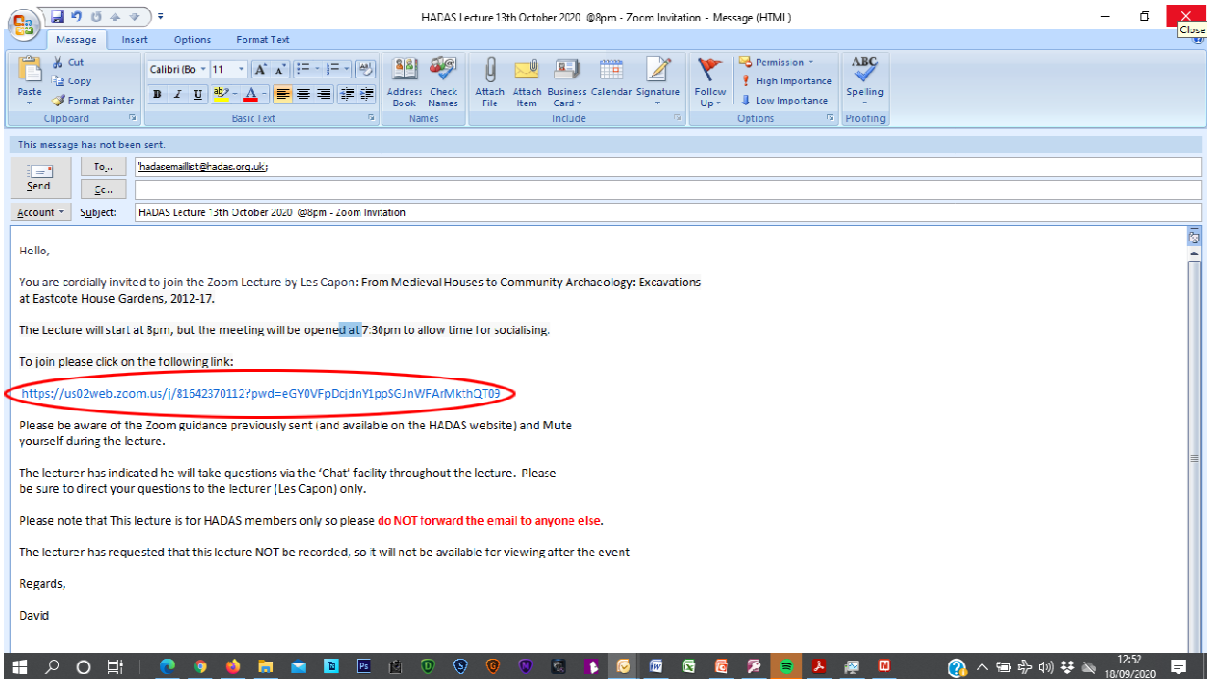 HADAS Lecture 13th October 2020 @8pm - Zoom Invitation - Message (HTML)
Close
Message Insert Options Format Text
Paste
Cut
Copy
Format Painter
Clipboard
Calibri (Bo 11
B I U
Basic Text
Address Book
Check Names
Names
Attach File
Attach Item
Business Card
Calendar
Signature
Include
Follow Up
Permission
High Importance
Low Importance
Options
ABC
Spelling
Proofing
This message has not been sent.
Send
To...
'hadasemaillist@hadas.org.uk;
Cc...
Account
Subject:
HADAS Lecture 13th October 2020 @8pm - Zoom Invitation
Hello,
You are cordially invited to join the Zoom Lecture by Les Capon: From Medieval Houses to Community Archaeology: Excavations
at Eastcote House Gardens, 2012-17.
The Lecture will start at 8pm, but the meeting will be opened at 7:30pm to allow time for socialising.
To join please click on the following link:
Please be aware of the Zoom guidance previously sent (and available on the HADAS website) and Mute
yourself during the lecture.
The lecturer has indicated he will take questions via the 'Chat' facility throughout the lecture. Please
be sure to direct your questions to the lecturer (Les Capon) only.
Please note that This lecture is for HADAS members only so please do NOT forward the email to anyone else.
The lecturer has requested that this lecture NOT be recorded, so it will not be available for viewing after the event
Regards,
David
12:52
18/09/2020